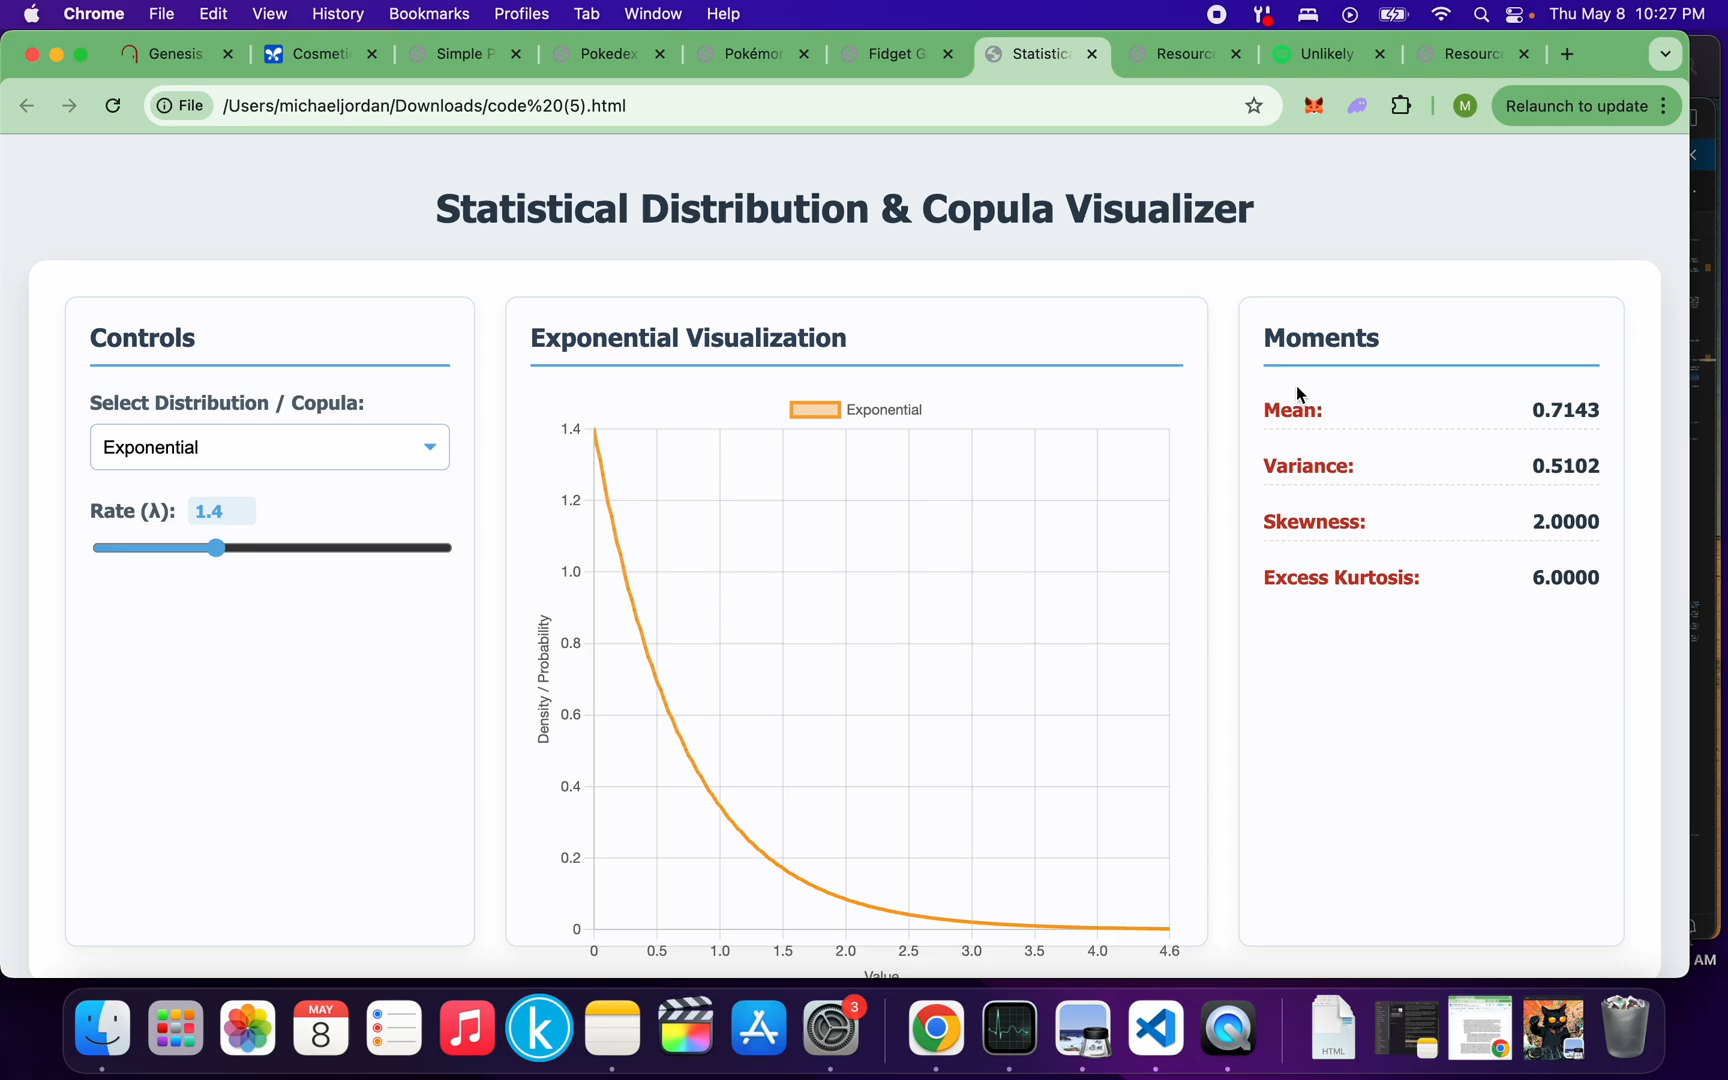 Chrome File Edit View History Bookmarks Profiles Tab Window Help Thu May 8 10:27 PM
Genesis Cosmeti Simple P Pokedex Pokémon Fidget G Statistic Resourc Unlikely Resourc
File /Users/michaeljordan/Downloads/code%20(5).html M Relaunch to update
Statistical Distribution & Copula Visualizer
Controls
Select Distribution / Copula:
Exponential
Rate (λ): 1.4
Exponential Visualization
Exponential
1.4
1.2
1.0
0.8
0.6
0.4
0.2
0
Density / Probability
0 0.5 1.0 1.5 2.0 2.5 3.0 3.5 4.0 4.6
Value
Moments
Mean: 0.7143
Variance: 0.5102
Skewness: 2.0000
Excess Kurtosis: 6.0000
AM
MAY
8
k
3
HTML